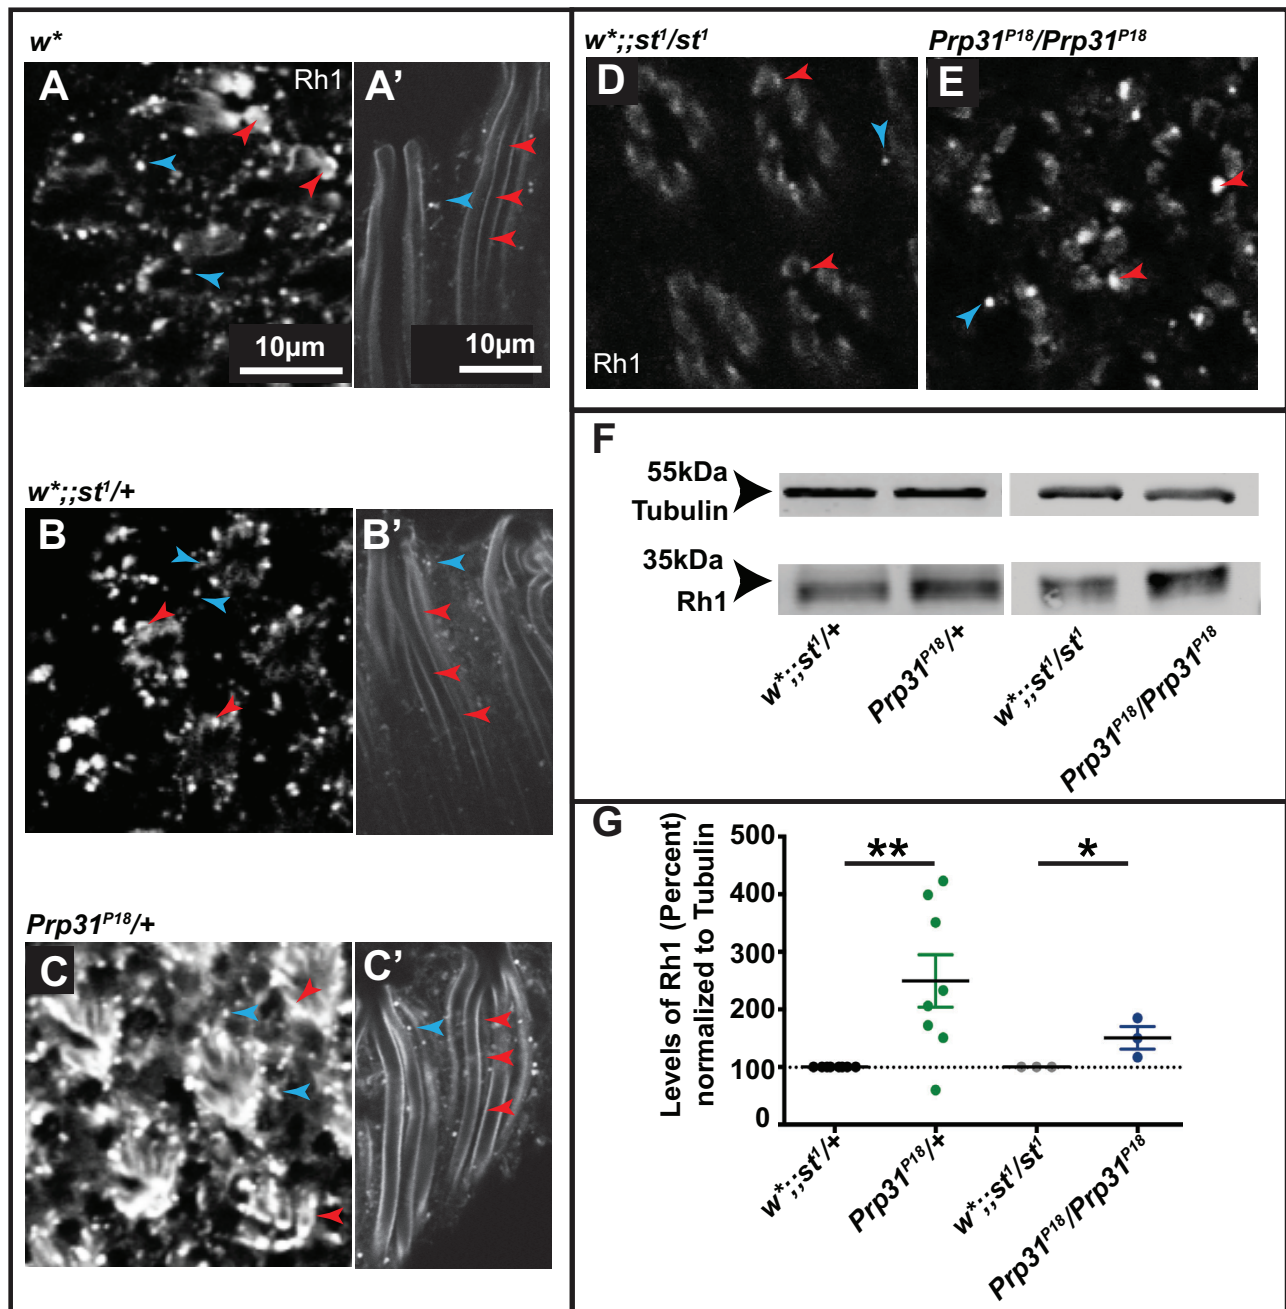 w*
A
Rh1
A'
10µm
10µm
w*;;st¹/+
B
B'
Prp31ᴾ¹⁸/+
C
C'
w*;;st¹/st¹
Prp31ᴾ¹⁸/Prp31ᴾ¹⁸
D
E
Rh1
F
55kDa
Tubulin
35kDa
Rh1
w*;;st¹/+
Prp31ᴾ¹⁸/+
w*;;st¹/st¹
Prp31ᴾ¹⁸/Prp31ᴾ¹⁸
G
Levels of Rh1 (Percent)
normalized to Tubulin
500
400
300
200
100
0
**
*
w*;;st¹/+
Prp31ᴾ¹⁸/+
w*;;st¹/st¹
Prp31ᴾ¹⁸/Prp31ᴾ¹⁸